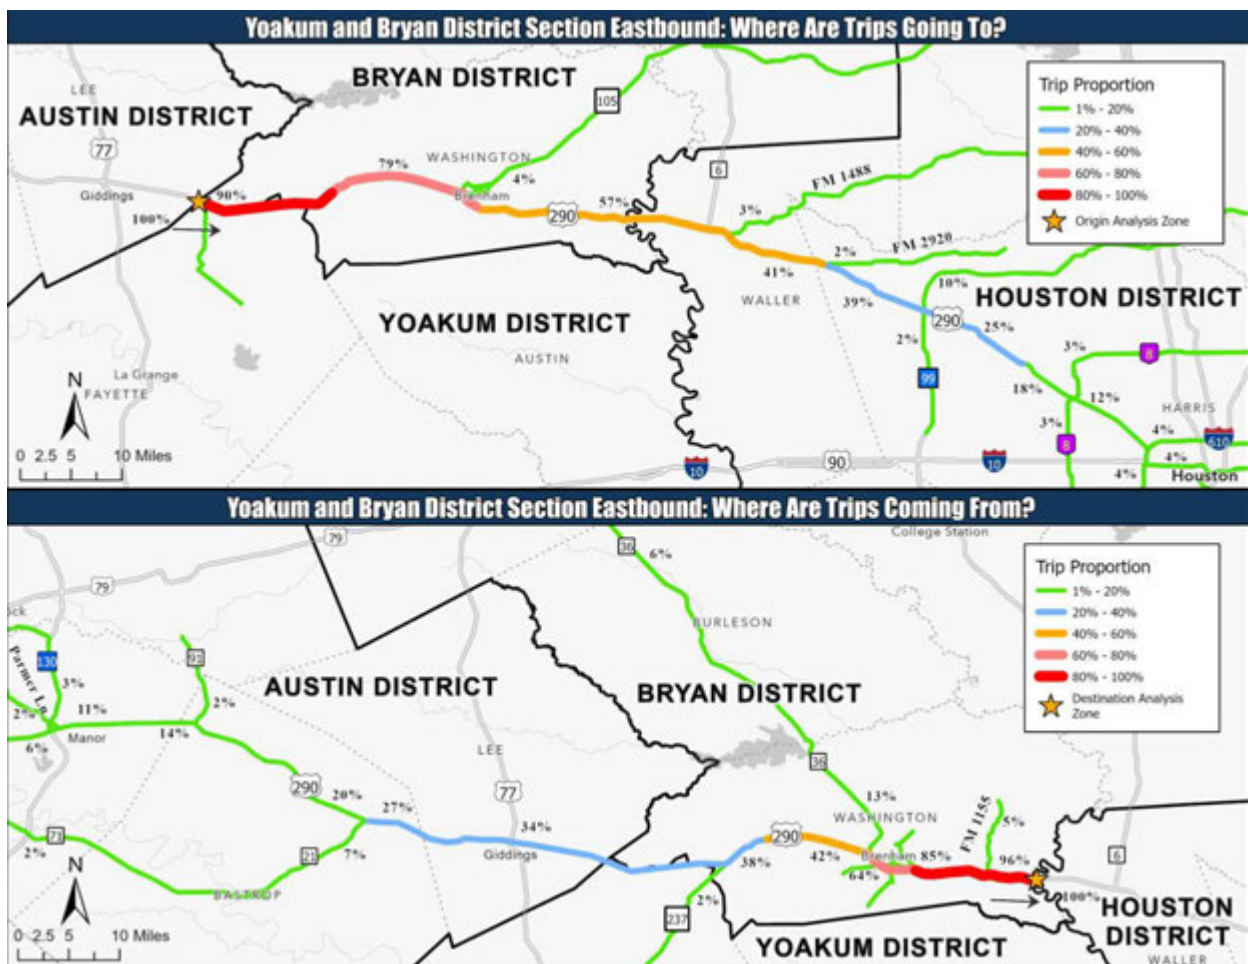 Yoakum and Bryan District Section Eastbound: Where Are Trips Going To?
BRYAN DISTRICT
LEE
AUSTIN DISTRICT
77
Giddings
90%
100%
79%
WASHINGTON
4%
Brenham
105
290
57%
6
3%
FM 1488
2%
FM 2920
41%
WALLER
39%
10%
HOUSTON DISTRICT
290
25%
2%
99
18%
3%
8
12%
HARRIS
3%
8
4%
610
4%
4%
Houston
YOAKUM DISTRICT
AUSTIN
La Grange
FAYETTE
N
0 2.5 5 10 Miles
10
90
10
Trip Proportion
1% - 20%
20% - 40%
40% - 60%
60% - 80%
80% - 100%
Origin Analysis Zone
Yoakum and Bryan District Section Eastbound: Where Are Trips Coming From?
79
79
ock
130
Parmer Ln
3%
2%
11%
6%
Manor
91
2%
14%
AUSTIN DISTRICT
290
20%
27%
LEE
77
34%
Giddings
71
2%
21
7%
BASTROP
N
0 2.5 5 10 Miles
36
6%
College Station
BURLESON
BRYAN DISTRICT
36
13%
WASHINGTON
290
38%
42%
Brenham
64%
85%
FM 1155
5%
96%
100%
6
2%
237
YOAKUM DISTRICT
HOUSTON
DISTRICT
WALLER
Trip Proportion
1% - 20%
20% - 40%
40% - 60%
60% - 80%
80% - 100%
Destination Analysis
Zone